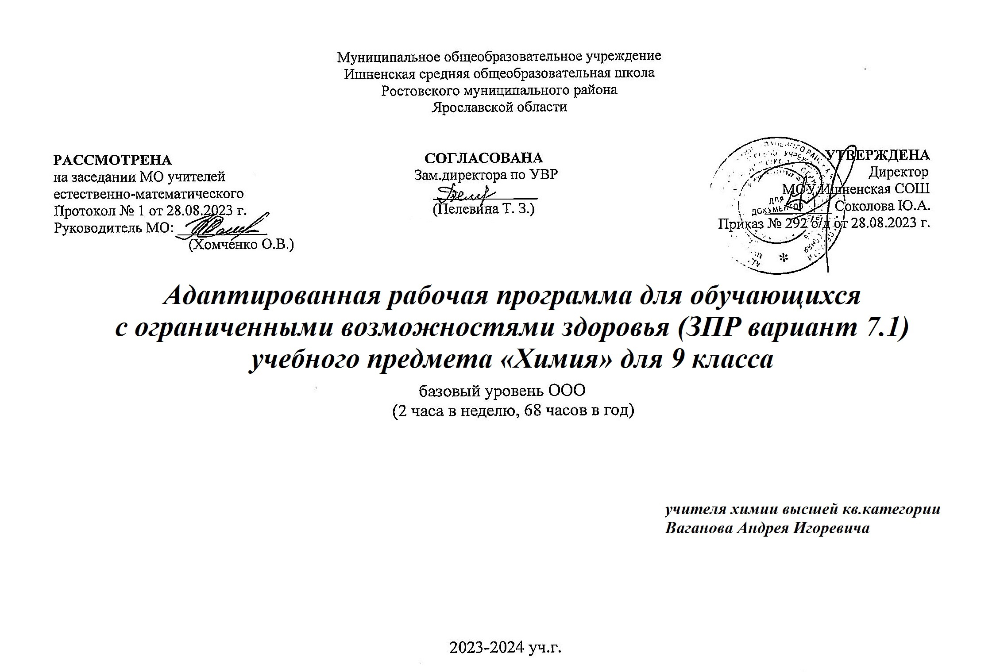 Муниципальное общеобразовательное учреждение
Ишненская средняя общеобразовательная школа
Ростовского муниципального района
Ярославской области
РАССМОТРЕНА
на заседании МО учителей
естественно-математического
Протокол № 1 от 28.08.2023 г.
Руководитель МО:
(Хомченко О.В.)
СОГЛАСОВАНА
Зам.директора по УВР
(Пелевина Т. З.)
УТВЕРЖДЕНА
Директор
МОУ Ишненская СОШ
Соколова Ю.А.
Приказ № 292 о/д от 28.08.2023 г.
ДЛЯ
ДОКУМЕНТОВ
Адаптированная рабочая программа для обучающихся
с ограниченными возможностями здоровья (ЗПР вариант 7.1)
учебного предмета «Химия» для 9 класса
базовый уровень ООО
(2 часа в неделю, 68 часов в год)
учителя химии высшей кв.категории
Ваганова Андрея Игоревича
2023-2024 уч.г.